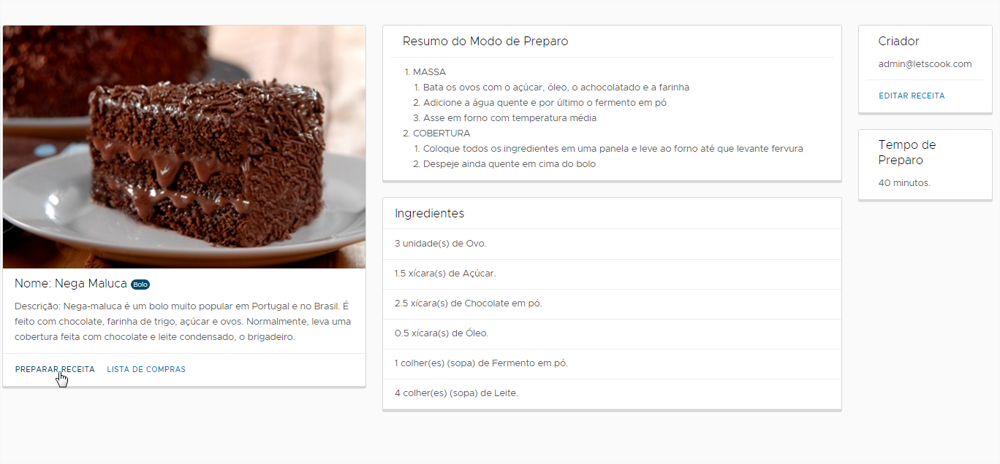 Nome: Nega Maluca Bolo
Descrição: Nega-maluca é um bolo muito popular em Portugal e no Brasil. É
feito com chocolate, farinha de trigo, açúcar e ovos. Normalmente, leva uma
cobertura feita com chocolate e leite condensado, o brigadeiro.
PREPARAR RECEITA LISTA DE COMPRAS
Resumo do Modo de Preparo
1. MASSA
1. Bata os ovos com o açúcar, óleo, o achocolatado e a farinha
2. Adicione a água quente e por último o fermento em pó
3. Asse em forno com temperatura média
2. COBERTURA
1. Coloque todos os ingredientes em uma panela e leve ao forno até que levante fervura
2. Despeje ainda quente em cima do bolo
Ingredientes
3 unidade(s) de Ovo.
1.5 xícara(s) de Açúcar.
2.5 xícara(s) de Chocolate em pó.
0.5 xícara(s) de Óleo.
1 colher(es) (sopa) de Fermento em pó.
4 colher(es) (sopa) de Leite.
Criador
admin@letscook.com
EDITAR RECEITA
Tempo de
Preparo
40 minutos.